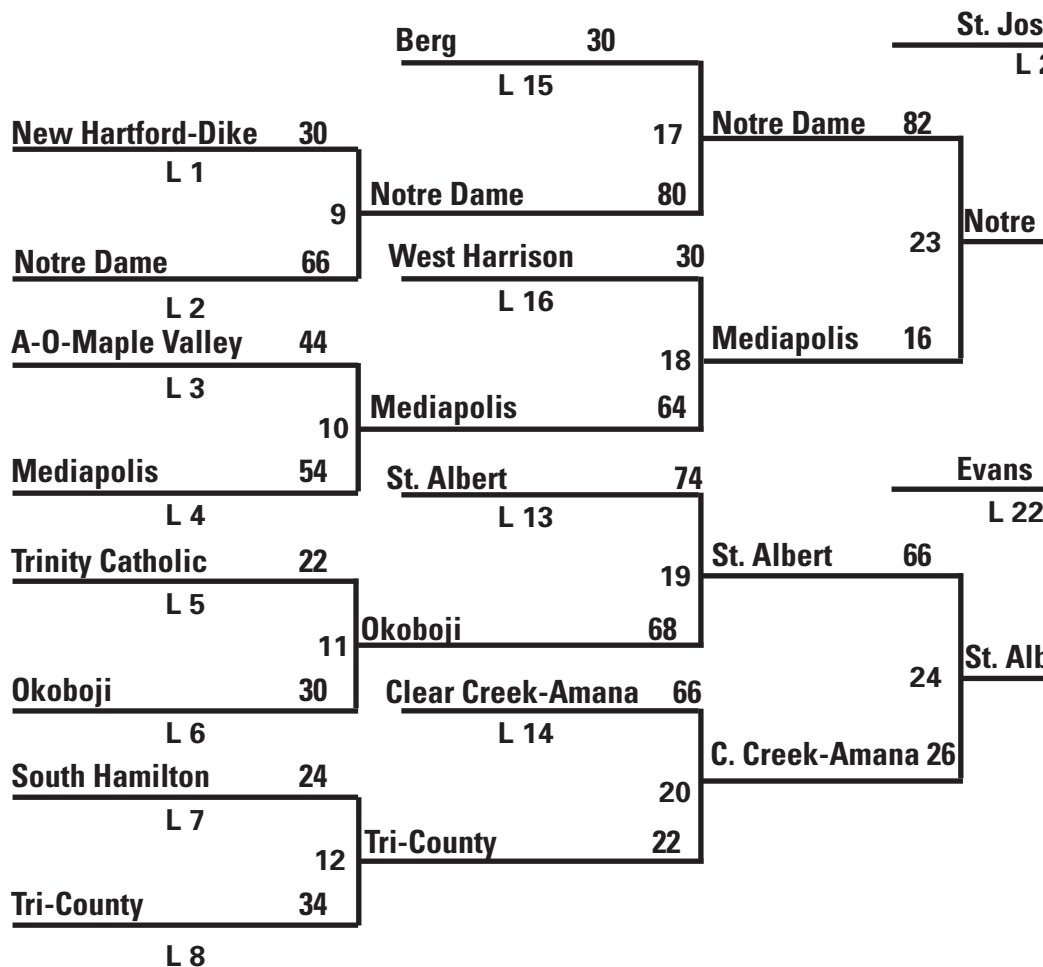 St. Jos
Berg 30
L 2
L 15
New Hartford-Dike 30
17
Notre Dame 82
L 1
9
Notre Dame 80
Notre
23
West Harrison 30
Notre Dame 66
L 16
L 2
A-O-Maple Valley 44
Mediapolis 16
18
L 3
Mediapolis 64
10
Mediapolis 54
Evans
St. Albert 74
L 4
L 13
L 22
Trinity Catholic 22
St. Albert 66
19
L 5
Okoboji 68
11
St. Alb
24
Okoboji 30
Clear Creek-Amana 66
L 6
L 14
C. Creek-Amana 26
South Hamilton 24
20
L 7
Tri-County 22
12
Tri-County 34
L 8